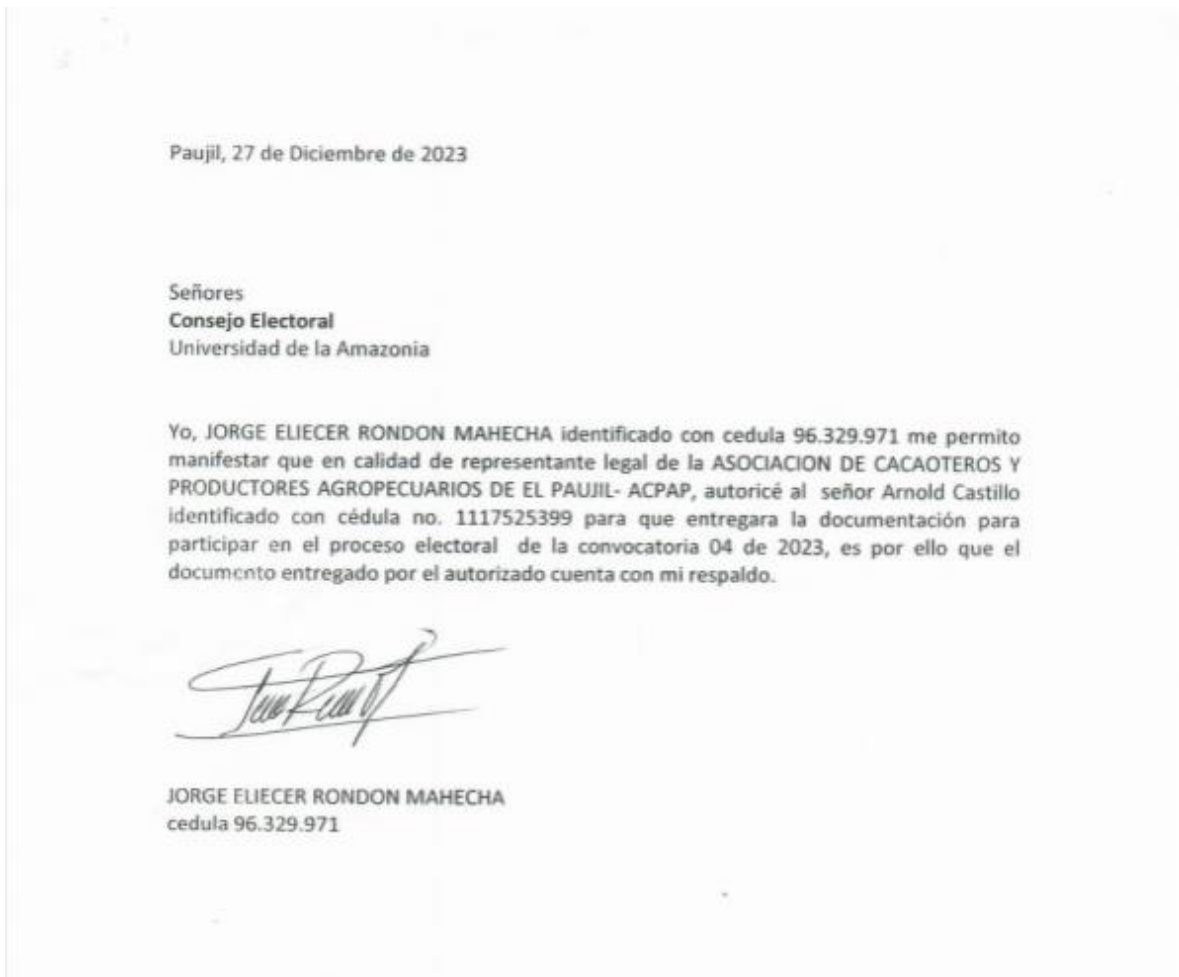 Paujil, 27 de Diciembre de 2023
Señores
Consejo Electoral
Universidad de la Amazonia
Yo, JORGE ELIECER RONDON MAHECHA identificado con cedula 96.329.971 me permito
manifestar que en calidad de representante legal de la ASOCIACION DE CACAOTEROS Y
PRODUCTORES AGROPECUARIOS DE EL PAUJIL- ACPAP, autoricé al señor Arnold Castillo
identificado con cédula no. 1117525399 para que entregara la documentación para
participar en el proceso electoral de la convocatoria 04 de 2023, es por ello que el
documento entregado por el autorizado cuenta con mi respaldo.
JORGE ELIECER RONDON MAHECHA
cedula 96.329.971